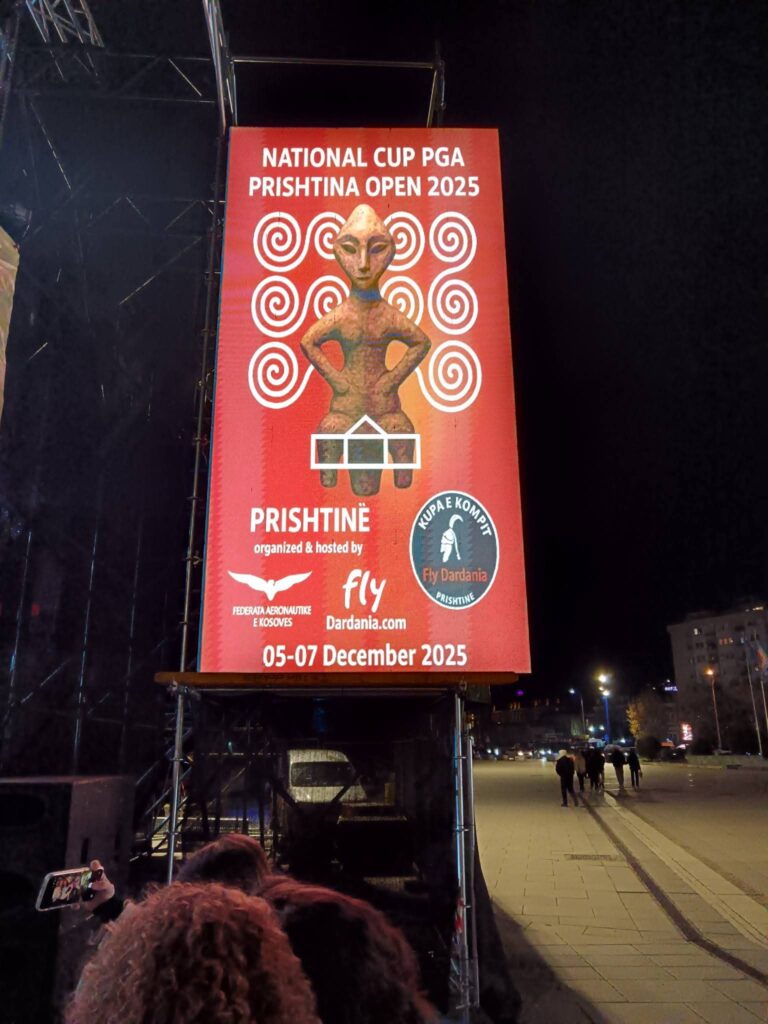 NATIONAL CUP PGA
PRISHTINA OPEN 2025
PRISHTINË
organized & hosted by
FEDERATA AERONAUTIKE
E KOSOVES
fly
Dardania.com
KUPA E KOMPIT
Fly Dardania
PRISHTINE
05-07 December 2025